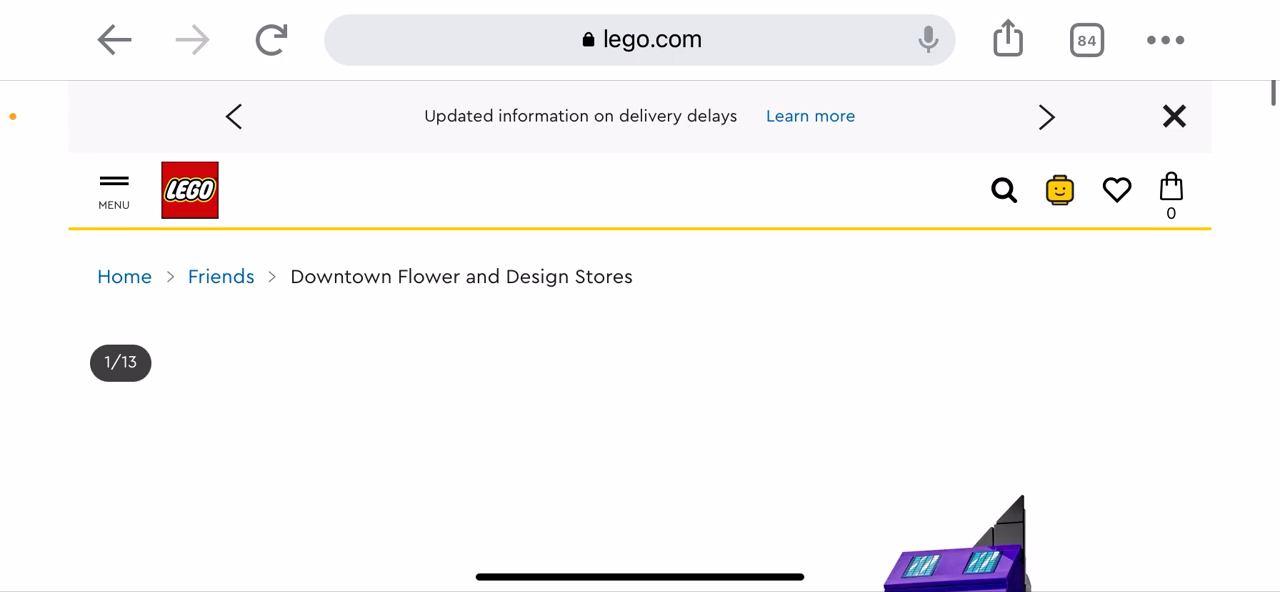 lego.com
84
Updated information on delivery delays Learn more
MENU
LEGO
0
Home > Friends > Downtown Flower and Design Stores
1/13